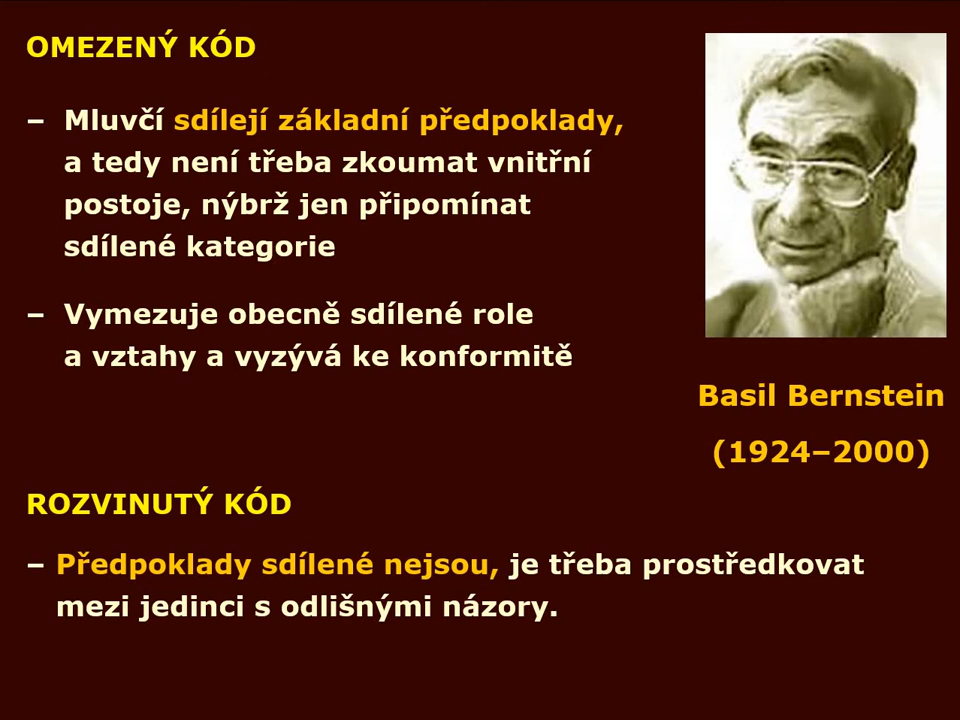 OMEZENÝ KÓD
– Mluvčí sdílejí základní předpoklady,
a tedy není třeba zkoumat vnitřní
postoje, nýbrž jen připomínat
sdílené kategorie
– Vymezuje obecně sdílené role
a vztahy a vyzývá ke konformitě
Basil Bernstein
(1924–2000)
ROZVINUTÝ KÓD
– Předpoklady sdílené nejsou, je třeba prostředkovat
mezi jedinci s odlišnými názory.